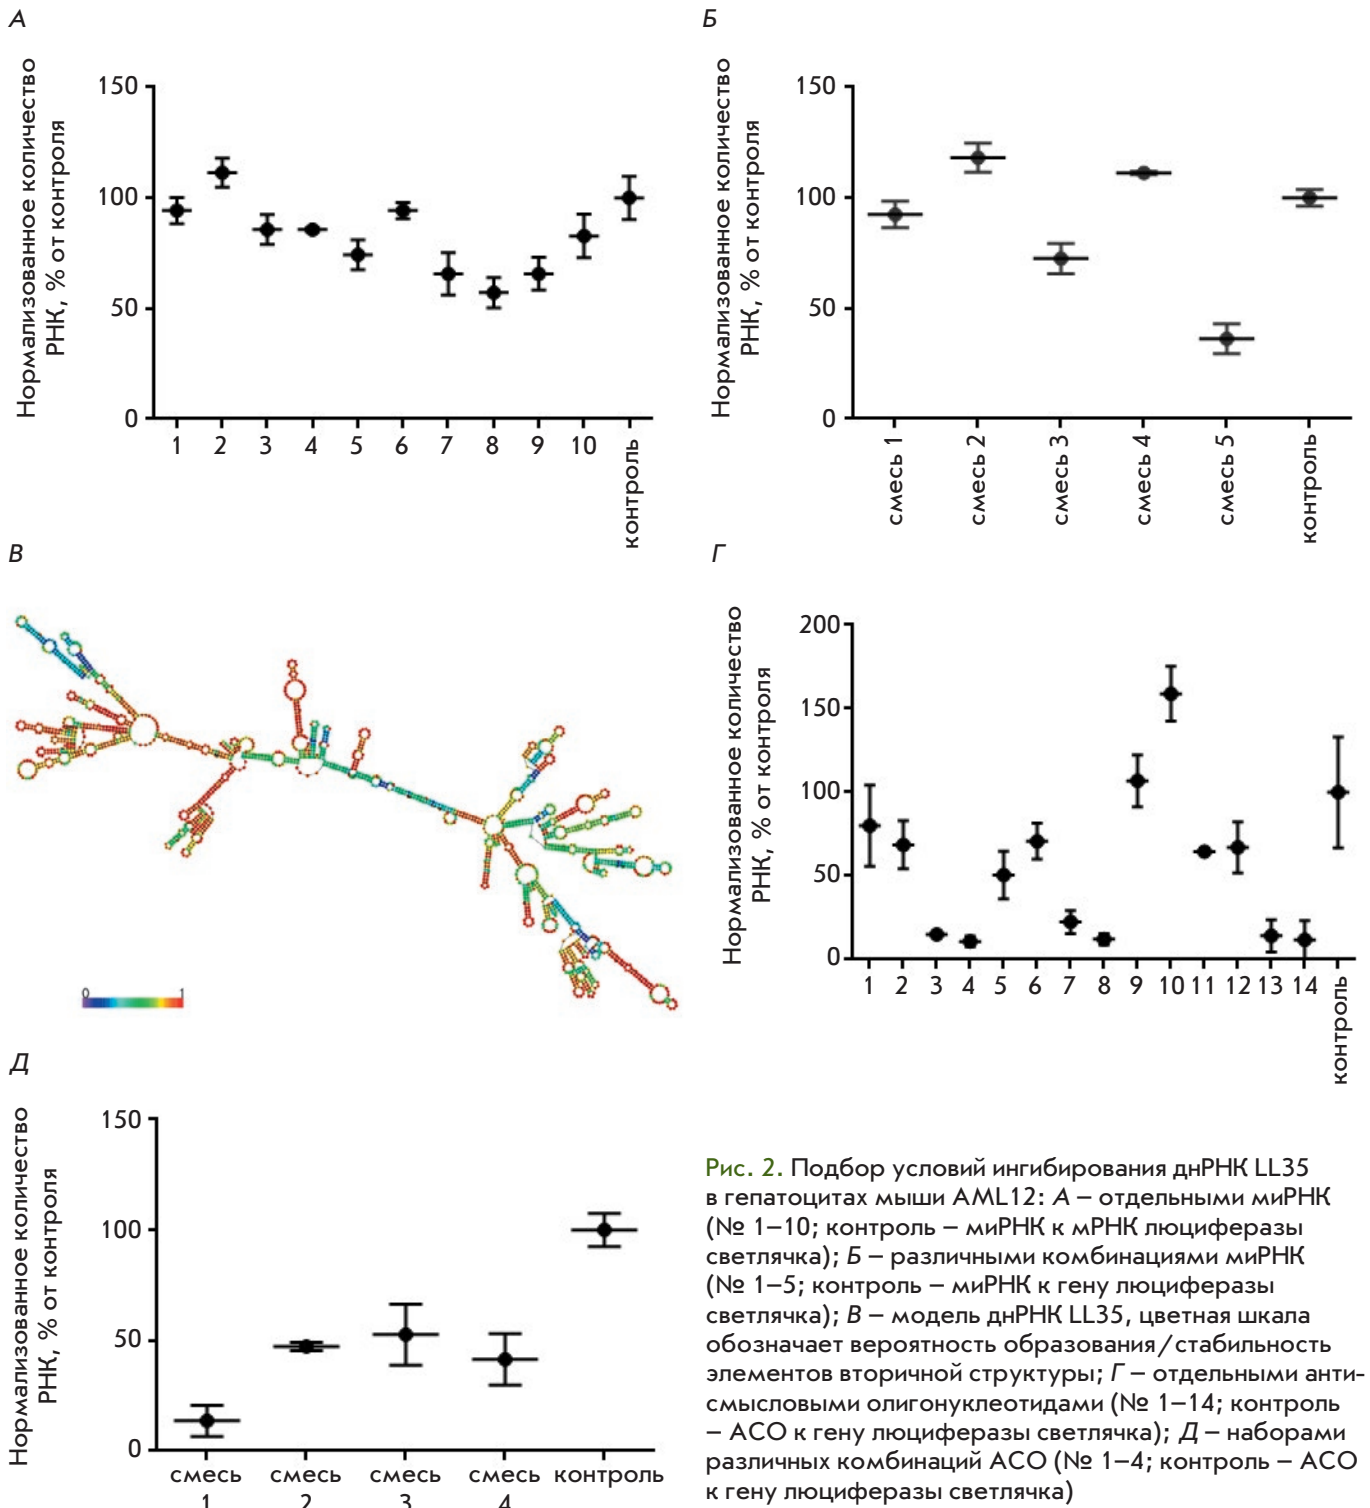 А
Нормализованное количество
РНК, % от контроля
150
100
50
0
1 2 3 4 5 6 7 8 9 10 контроль
Б
Нормализованное количество
РНК, % от контроля
150
100
50
0
смесь 1 смесь 2 смесь 3 смесь 4 смесь 5 контроль
В
0 1
Г
Нормализованное количество
РНК, % от контроля
200
150
100
50
0
1 2 3 4 5 6 7 8 9 10 11 12 13 14 контроль
Д
Нормализованное количество
РНК, % от контроля
150
100
50
0
смесь смесь смесь смесь контроль
1 2 3 4
Рис. 2. Подбор условий ингибирования днРНК LL35
в гепатоцитах мыши AML12: А – отдельными миРНК
(№ 1–10; контроль – миРНК к мРНК люциферазы
светлячка); Б – различными комбинациями миРНК
(№ 1–5; контроль – миРНК к гену люциферазы
светлячка); В – модель днРНК LL35, цветная шкала
обозначает вероятность образования/стабильность
элементов вторичной структуры; Г – отдельными анти-
смысловыми олигонуклеотидами (№ 1–14; контроль
– АСО к гену люциферазы светлячка); Д – наборами
различных комбинаций АСО (№ 1–4; контроль – АСО
к гену люциферазы светлячка)